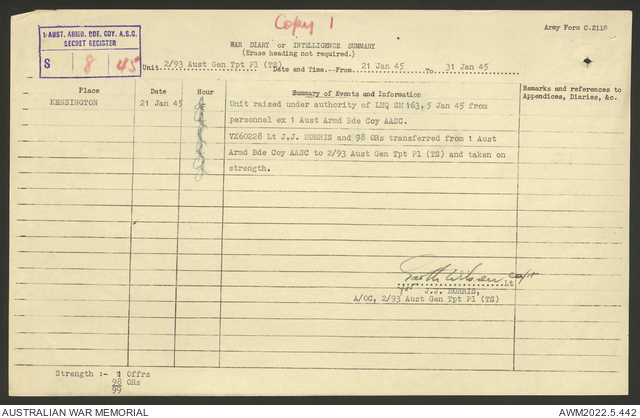 Copy 1
Army Form C.2118
1 AUST. ARMD. BDE. COY. A.S.C.
SECRET REGISTER
S 8 45
WAR DIARY or INTELLIGENCE SUMMARY
(Erase heading not required.)
Unit 2/93 Aust Gen Tpt Pl (TS) Date and Time.—From 21 Jan 45 To 31 Jan 45
Place Date Hour Summary of Events and Information Remarks and references to
Appendices, Diaries, &c.
KENSINGTON 21 Jan 45 Unit raised under authority of LHQ SM 163, 5 Jan 45 from
personnel ex 1 Aust Armd Bde Coy AASC.
VX60228 Lt J.J. MORRIS and 98 ORs transferred from 1 Aust
Armd Bde Coy AASC to 2/93 Aust Gen Tpt Pl (TS) and taken on
strength.
Wilson Capt
Lt
for J.J. MORRIS,
A/OC, 2/93 Aust Gen Tpt Pl (TS)
Strength :- 1 Offrs
98 ORs
99
AUSTRALIAN WAR MEMORIAL AWM2022.5.442